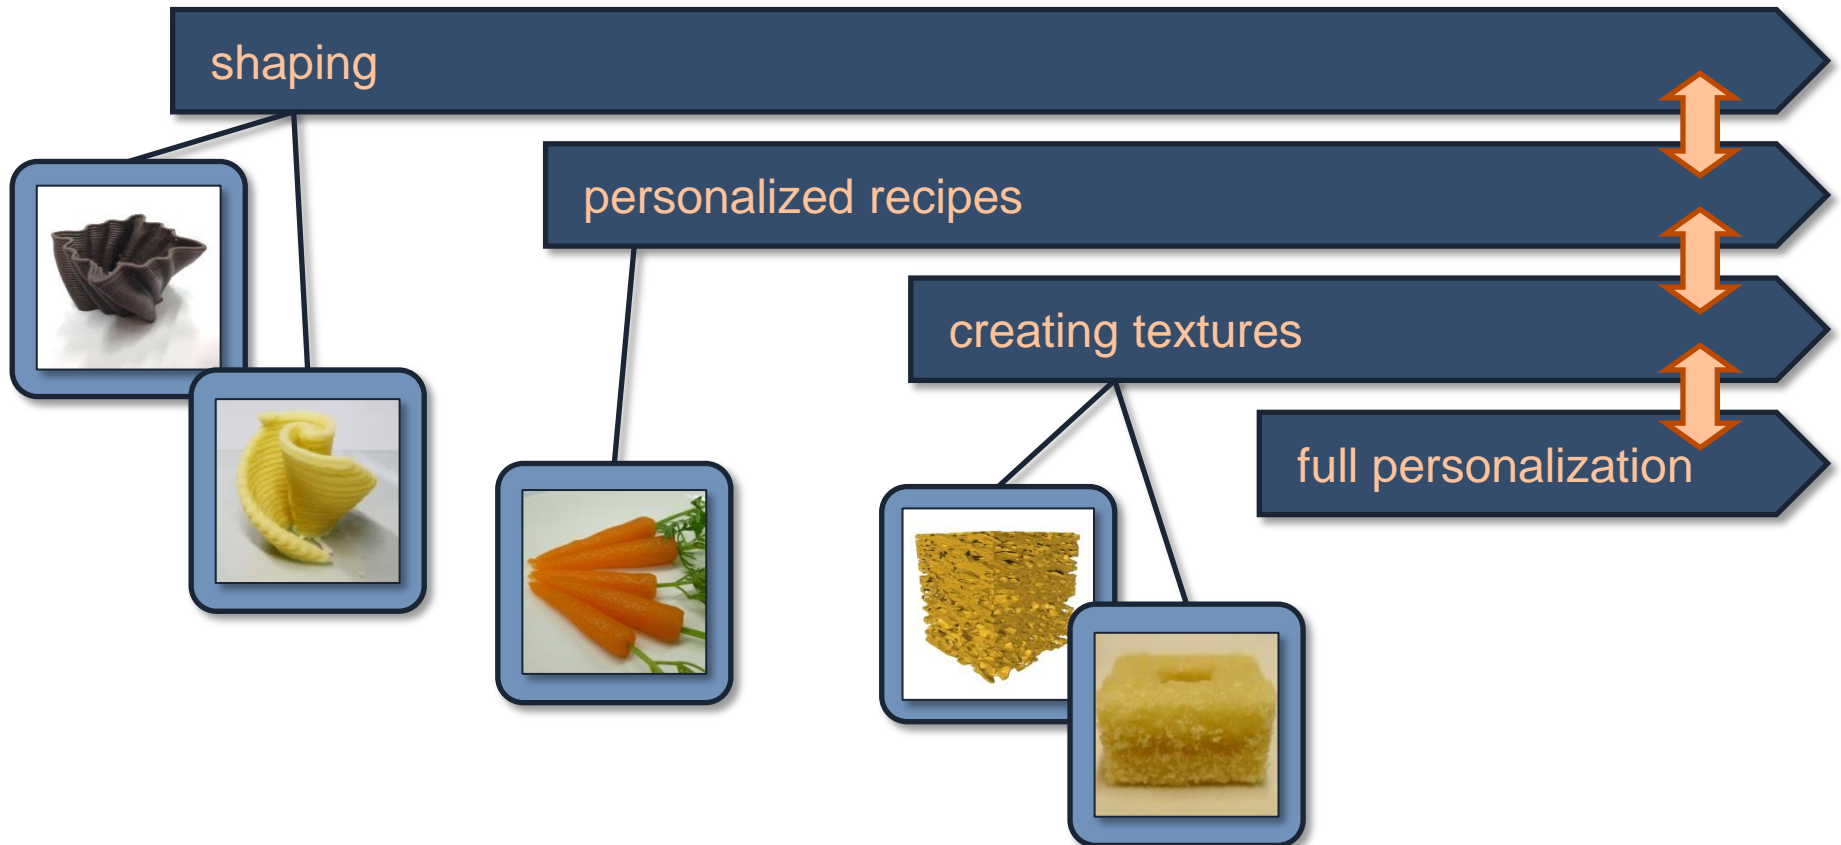 shaping
personalized recipes
creating textures
full personalization